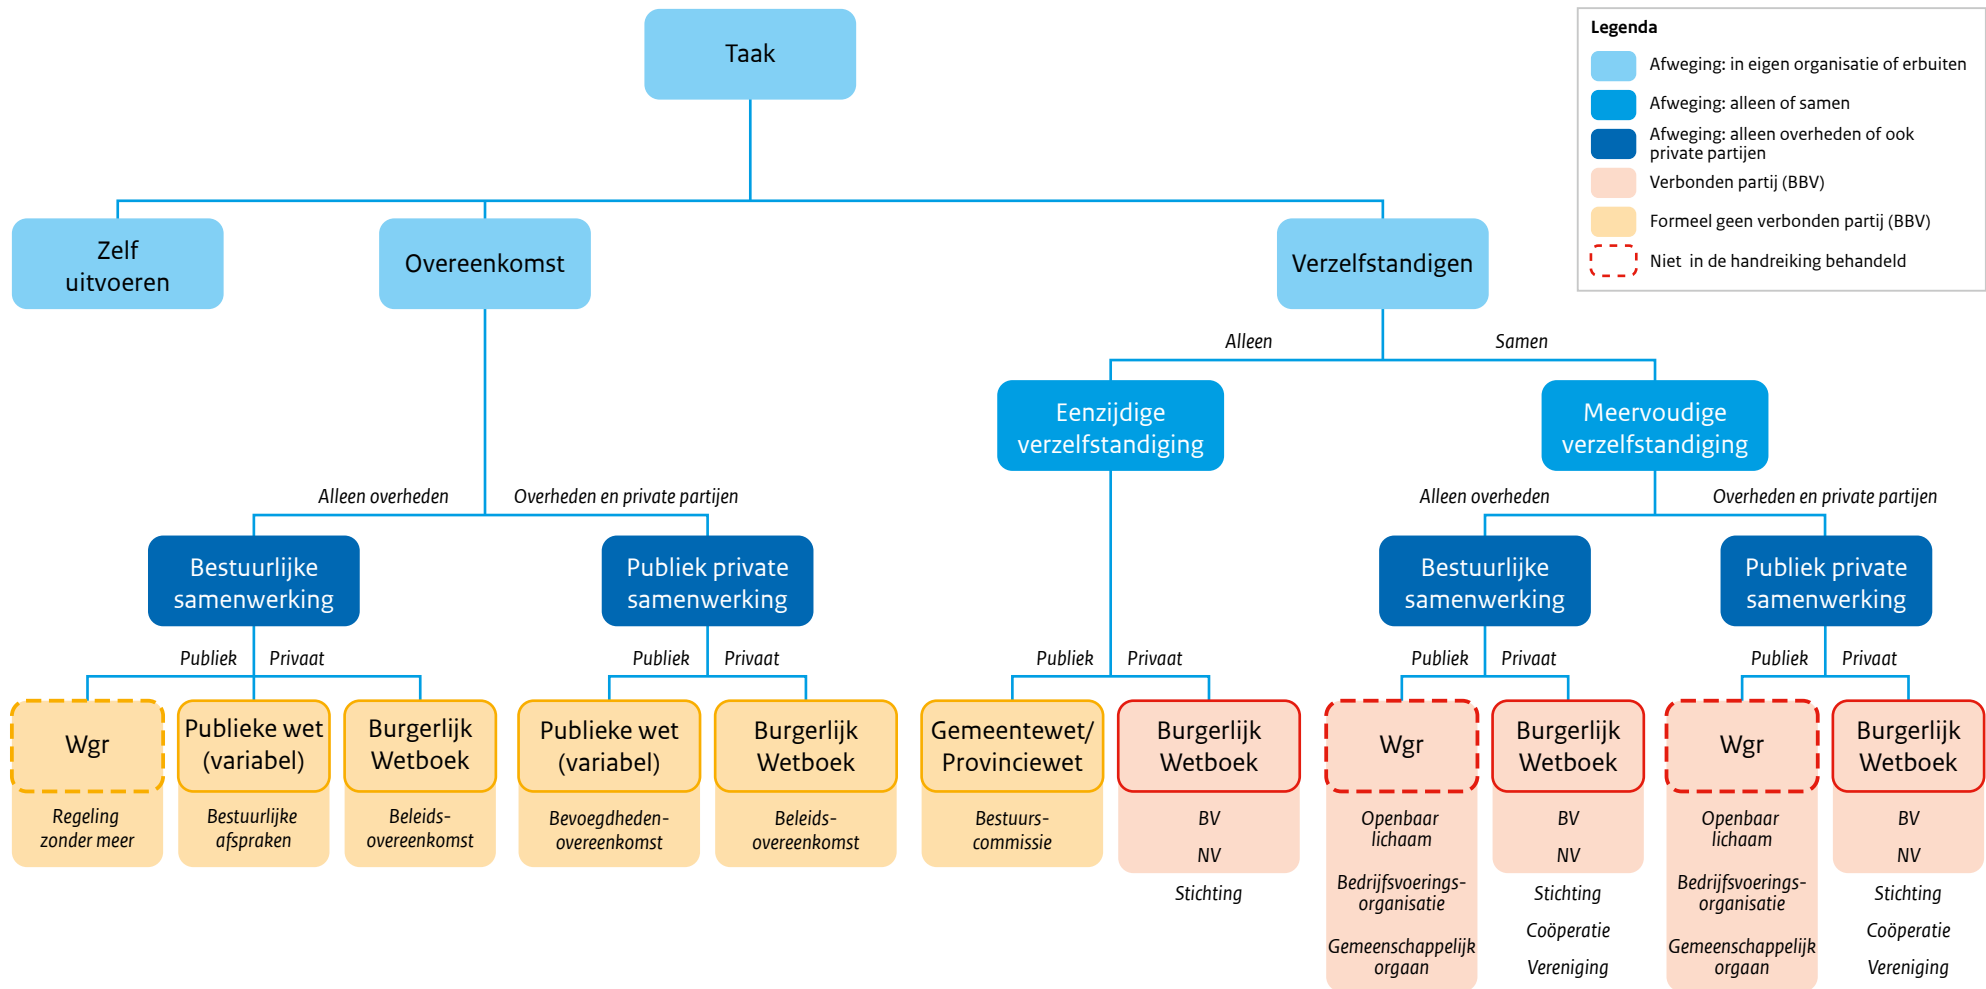 Taak
Legenda
Afweging: in eigen organisatie of erbuiten
Afweging: alleen of samen
Afweging: alleen overheden of ook
private partijen
Verbonden partij (BBV)
Formeel geen verbonden partij (BBV)
Niet in de handreiking behandeld
Zelf
uitvoeren
Overeenkomst
Verzelfstandigen
Alleen
Samen
Eenzijdige
verzelfstandiging
Meervoudige
verzelfstandiging
Alleen overheden
Overheden en private partijen
Alleen overheden
Overheden en private partijen
Bestuurlijke
samenwerking
Publiek private
samenwerking
Bestuurlijke
samenwerking
Publiek private
samenwerking
Publiek
Privaat
Publiek
Privaat
Publiek
Privaat
Publiek
Privaat
Publiek
Privaat
Wgr
Regeling
zonder meer
Publieke wet
(variabel)
Bestuurlijke
afspraken
Burgerlijk
Wetboek
Beleids-
overeenkomst
Publieke wet
(variabel)
Bevoegdheden-
overeenkomst
Burgerlijk
Wetboek
Beleids-
overeenkomst
Gemeentewet/
Provinciewet
Bestuurs-
commissie
Burgerlijk
Wetboek
BV
NV
Stichting
Wgr
Openbaar
lichaam
Bedrijfsvoerings-
organisatie
Gemeenschappelijk
orgaan
Burgerlijk
Wetboek
BV
NV
Stichting
Coöperatie
Vereniging
Wgr
Openbaar
lichaam
Bedrijfsvoerings-
organisatie
Gemeenschappelijk
orgaan
Burgerlijk
Wetboek
BV
NV
Stichting
Coöperatie
Vereniging